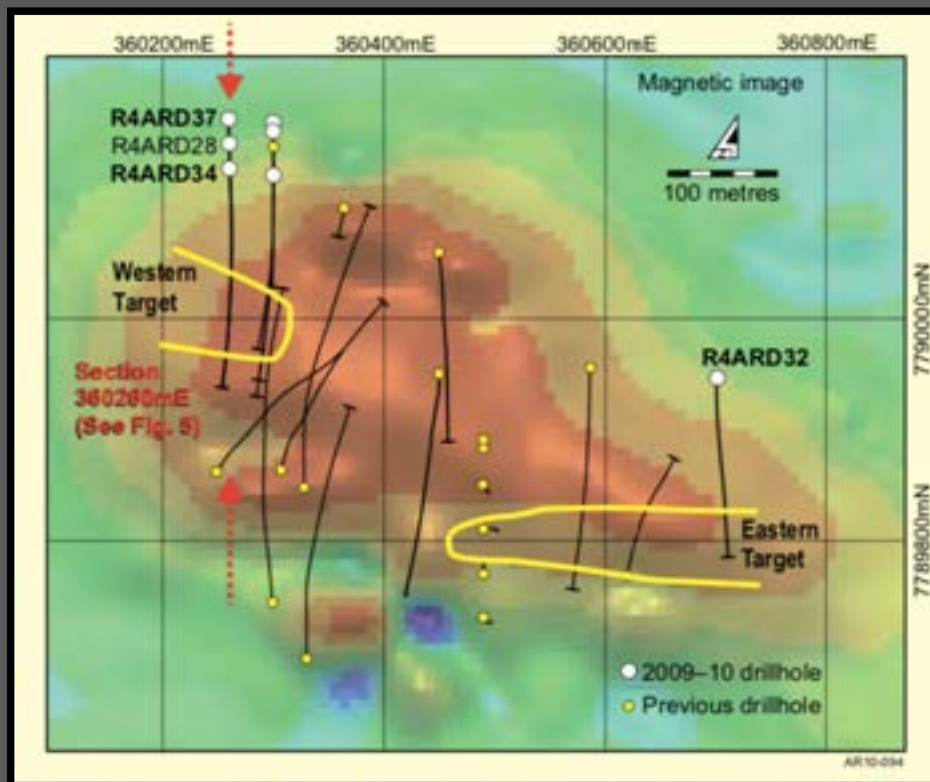 360200mE 360400mE 360600mE 360800mE
Magnetic image
100 metres
R4ARD37
R4ARD28
R4ARD34
Western
Target
7790000mN
R4ARD32
Section
360260mE
(See Fig. 5)
Eastern
Target
7789800mN
2009–10 drillhole
Previous drillhole
AR10-094